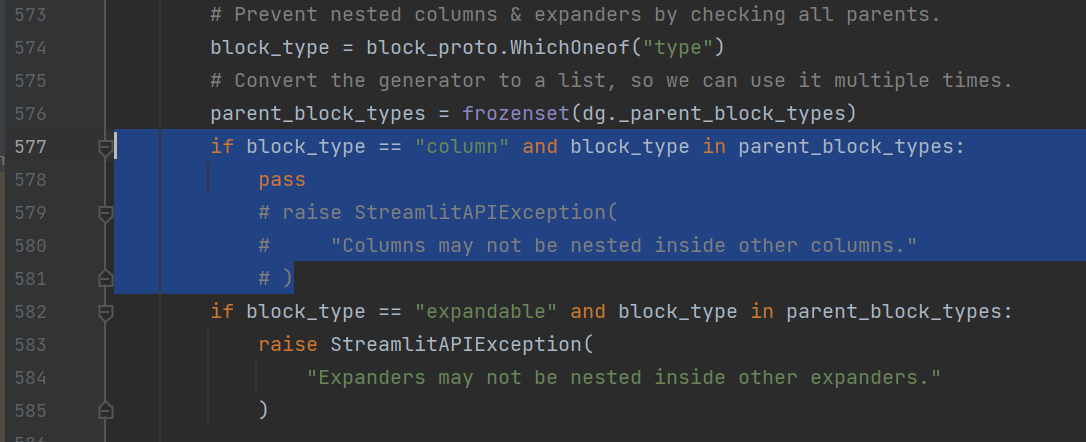 573 # Prevent nested columns & expanders by checking all parents.
574 block_type = block_proto.WhichOneof("type")
575 # Convert the generator to a list, so we can use it multiple times.
576 parent_block_types = frozenset(dg._parent_block_types)
577 if block_type == "column" and block_type in parent_block_types:
578 pass
579 # raise StreamlitAPIException(
580 #     "Columns may not be nested inside other columns."
581 # )
582 if block_type == "expandable" and block_type in parent_block_types:
583 raise StreamlitAPIException(
584 "Expanders may not be nested inside other expanders."
585 )